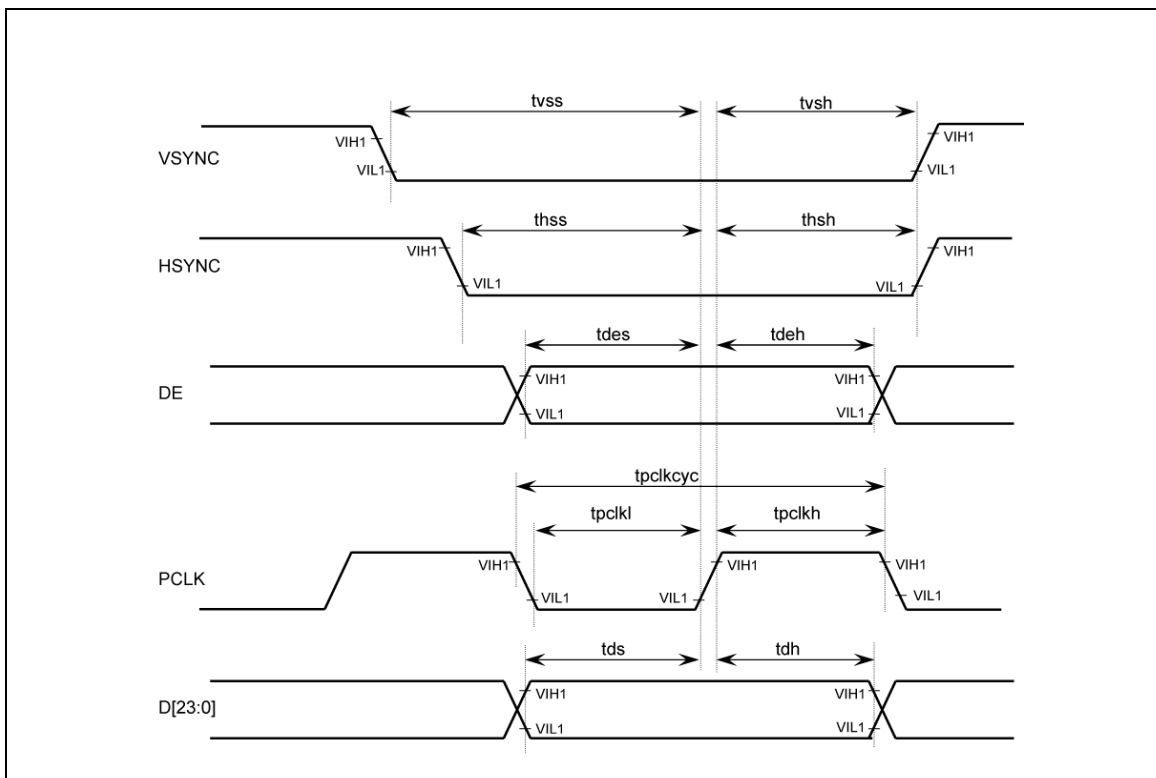 tvss tvsh
VIH1 VIH1
VSYNC
VIL1 VIL1
thss thsh
VIH1 VIH1
HSYNC
VIL1 VIL1
tdes tdeh
VIH1 VIH1
DE
VIL1 VIL1
tpclkcyc
tpclkl tpclkh
VIH1 VIH1 VIH1
PCLK
VIL1 VIL1 VIL1
tds tdh
VIH1 VIH1
D[23:0]
VIL1 VIL1